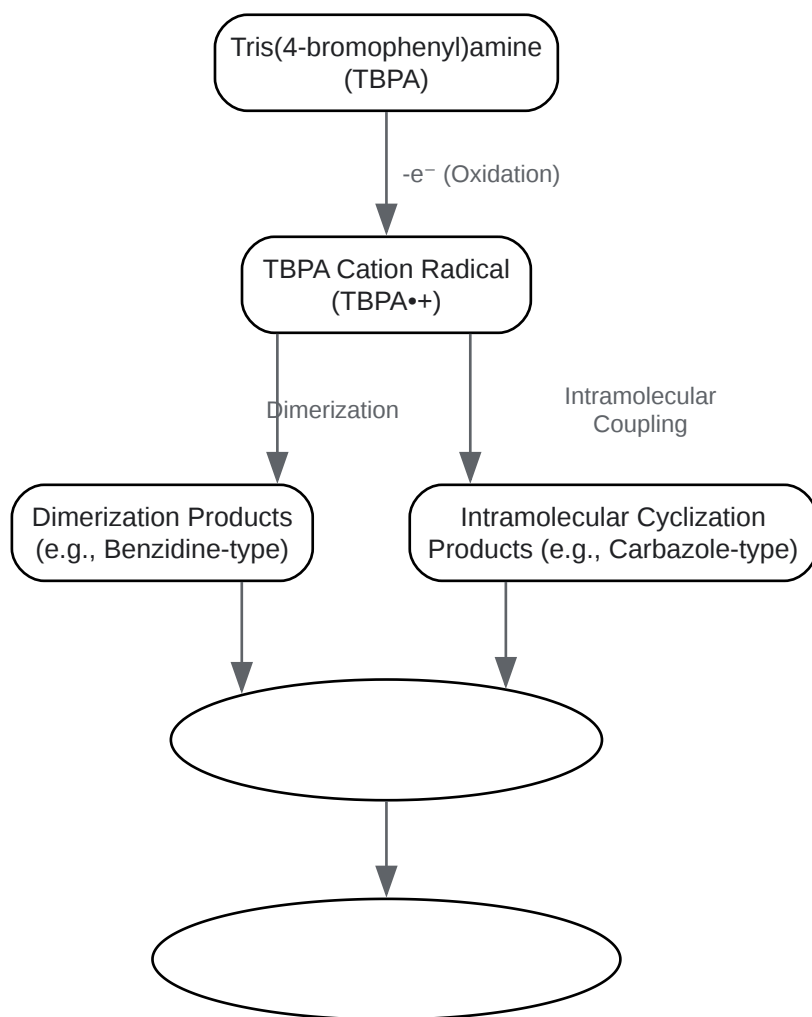 Tris(4-bromophenyl)amine
(TBPA)
-e⁻ (Oxidation)
TBPA Cation Radical
(TBPA•+)
Dimerization
Intramolecular
Coupling
Dimerization Products
(e.g., Benzidine-type)
Intramolecular Cyclization
Products (e.g., Carbazole-type)